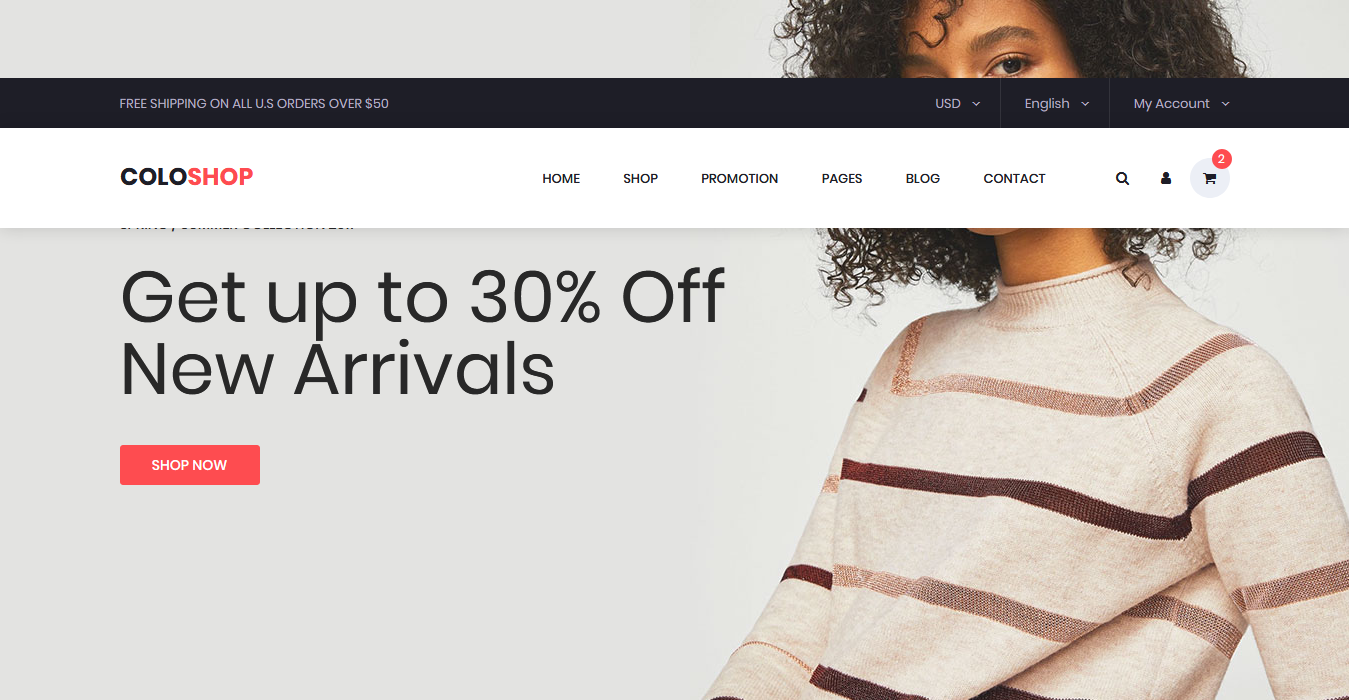 FREE SHIPPING ON ALL U.S ORDERS OVER $50
USD
English
My Account
COLOSHOP
HOME
SHOP
PROMOTION
PAGES
BLOG
CONTACT
2
Get up to 30% Off
New Arrivals
SHOP NOW